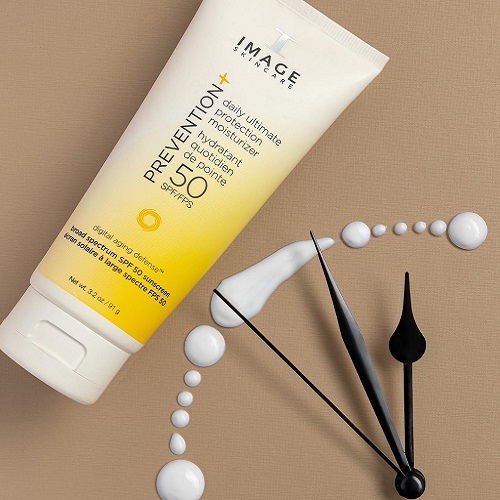 I
IMAGE
SKINCARE
PREVENTION+
daily ultimate
protection
moisturizer
hydratant
quotidien
de pointe
50
SPF/FPS
digital aging defense™
broad spectrum SPF 50 sunscreen
écran solaire à large spectre FPS 50
Net wt. 3.2 oz / 91 g